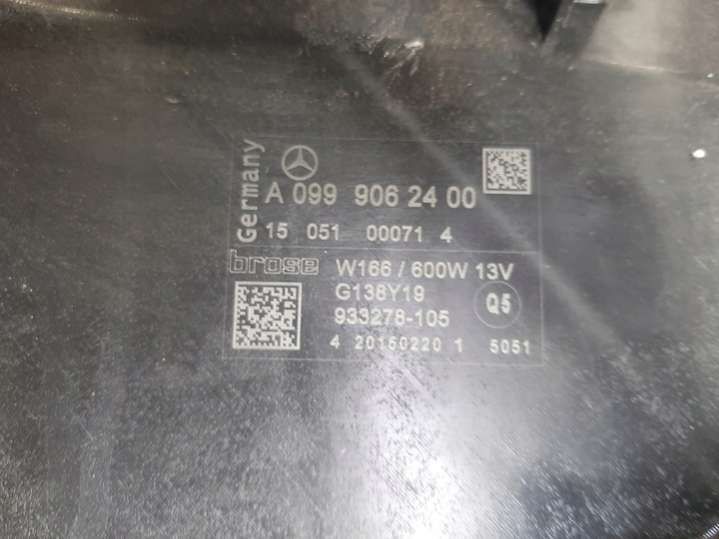 Germany
A 099 906 24 00
15 051 00071 4
brose
W166 / 600W 13V
G138Y19
Q5
933278-105
4 20150220 1 5051